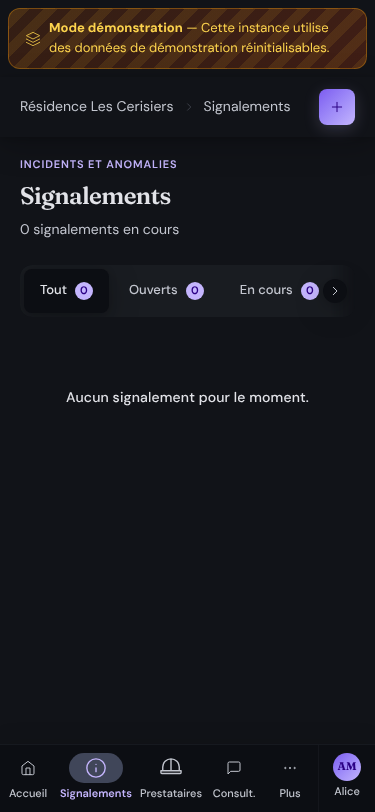 Mode démonstration — Cette instance utilise
des données de démonstration réinitialisables.
Résidence Les Cerisiers > Signalements +
INCIDENTS ET ANOMALIES
Signalements
0 signalements en cours
Tout 0 Ouverts 0 En cours 0
Aucun signalement pour le moment.
Accueil Signalements Prestataires Consult. Plus AM Alice